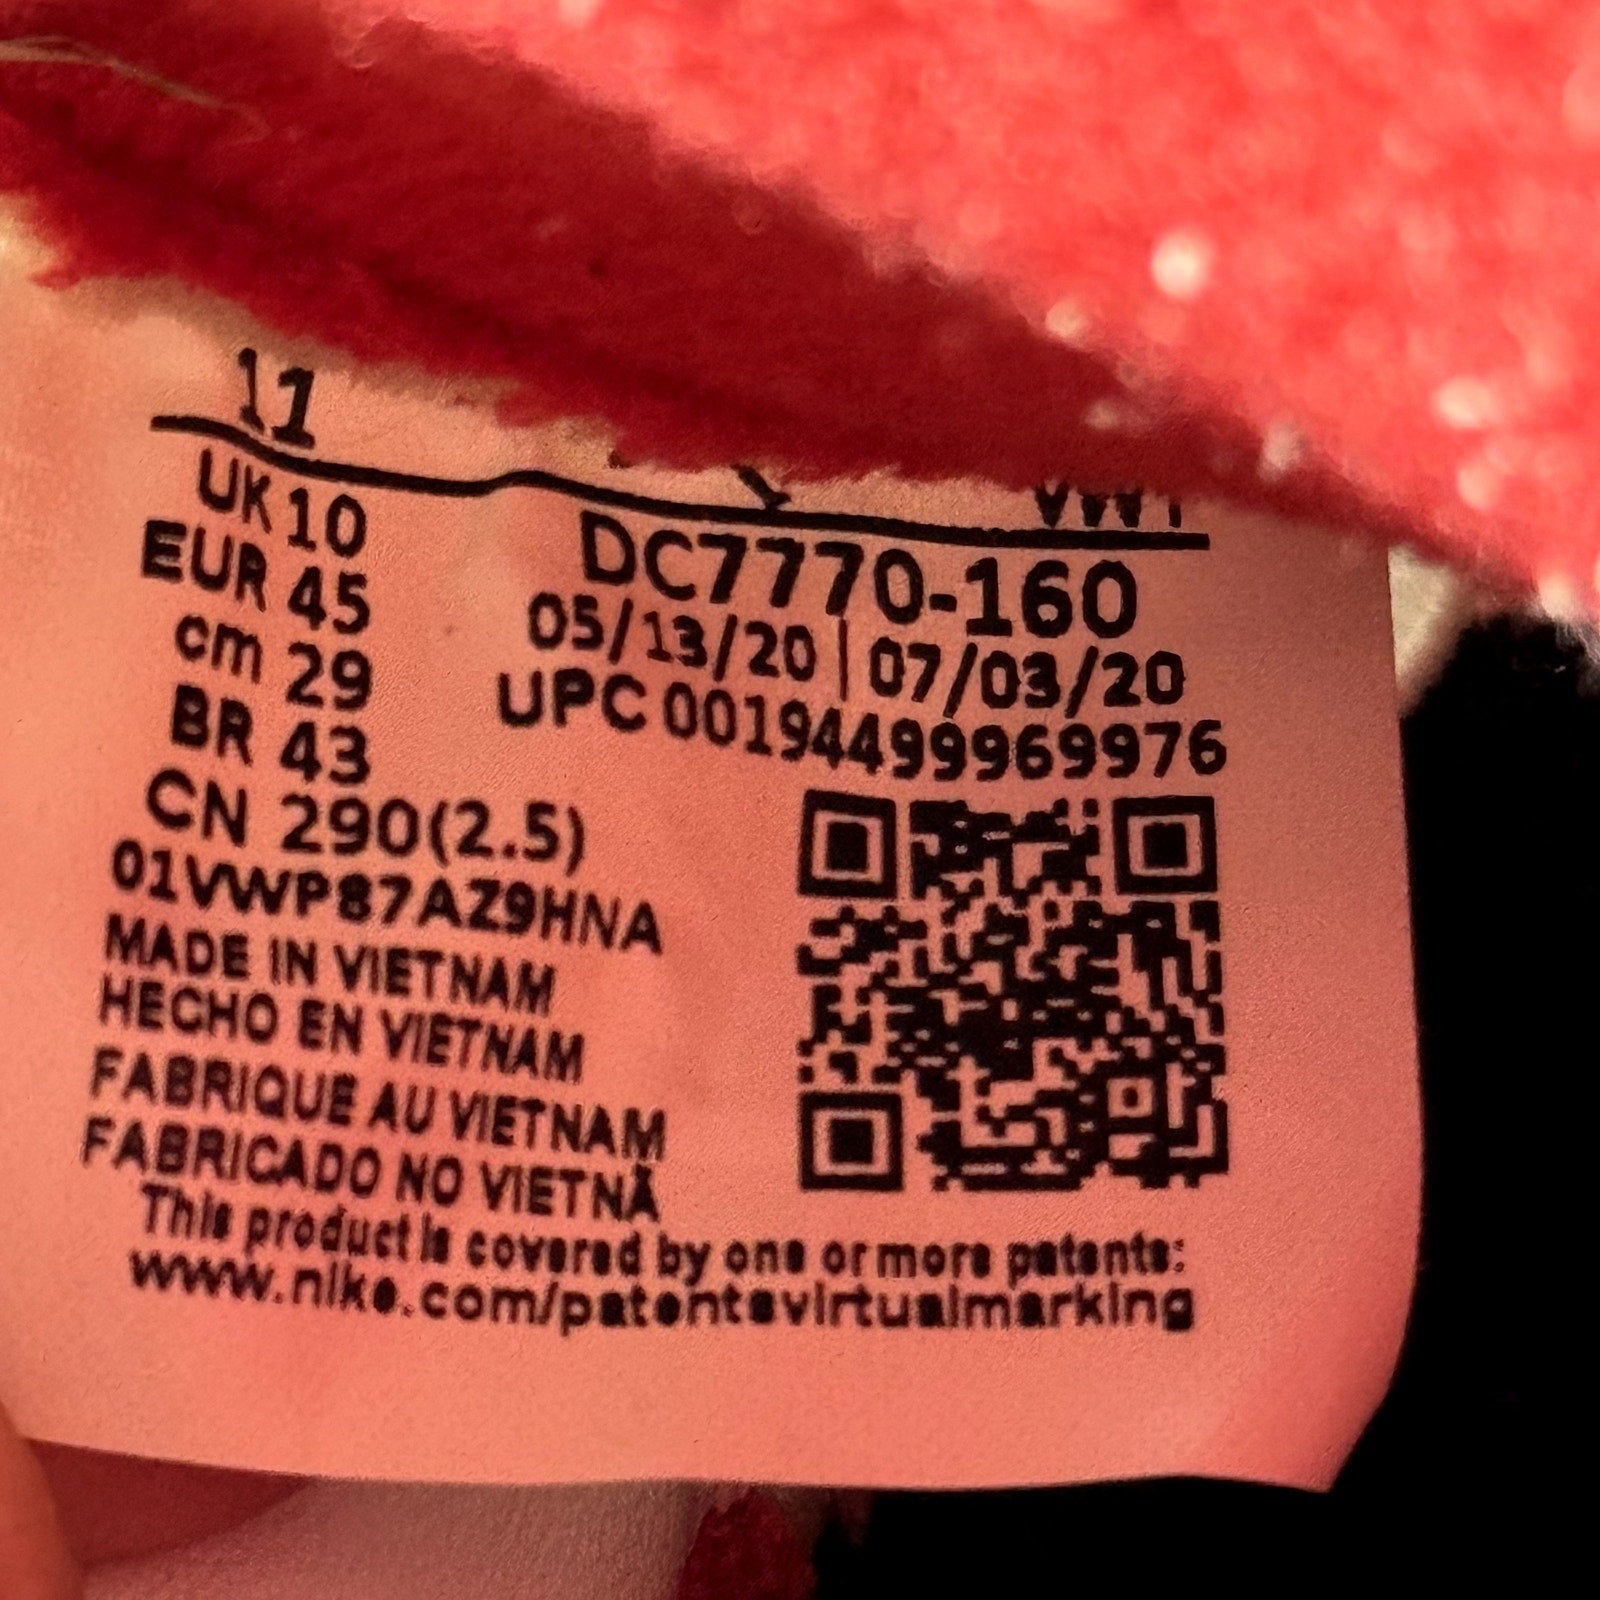 11
UK 10
EUR 45
cm 29
BR 43
CN 290(2.5)
DC7770-160
05/13/20 | 07/03/20
UPC 00194499969976
01VWP87AZ9HNA
MADE IN VIETNAM
HECHO EN VIETNAM
FABRIQUE AU VIETNAM
FABRICADO NO VIETNÃ
This product is covered by one or more patents:
www.nike.com/patentsvirtualmarking